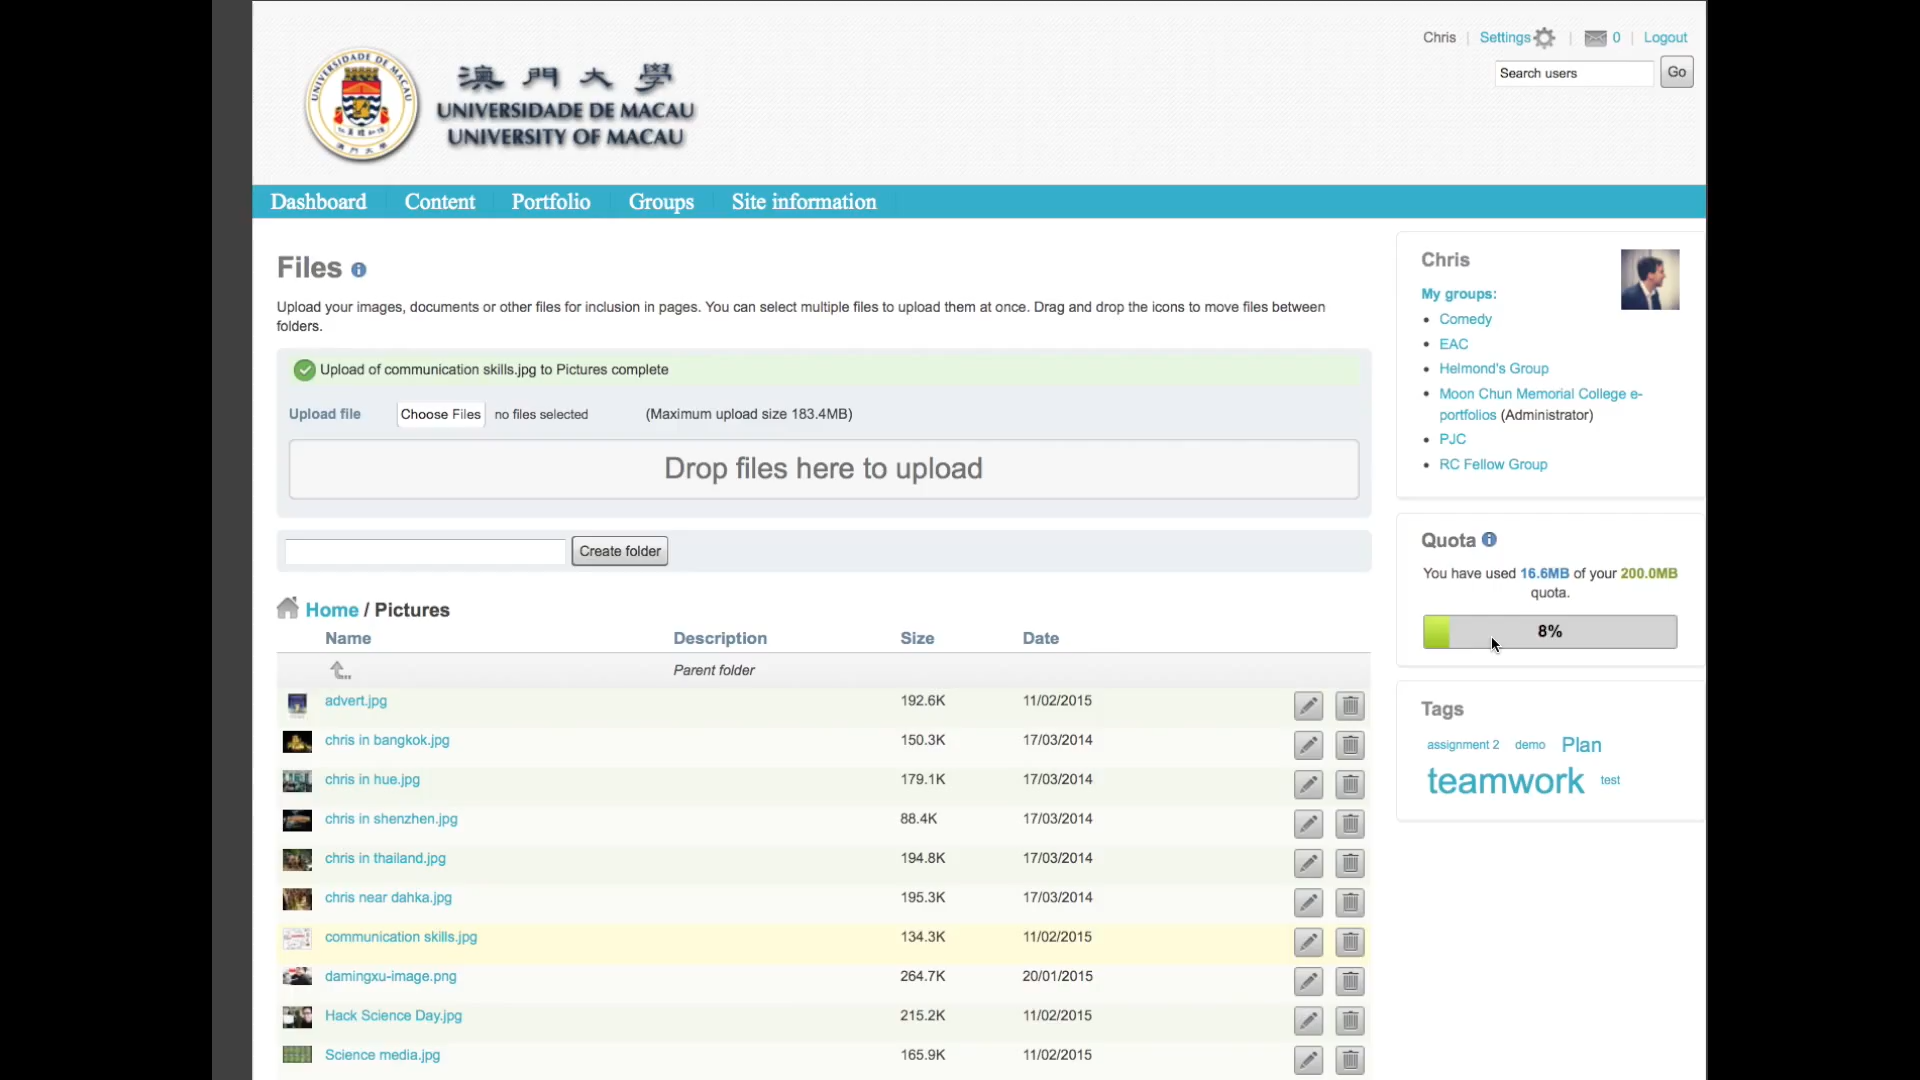 Chris | Settings | 0 | Logout
Search users Go
UNIVERSIDADE DE MACAU
澳門大學
UNIVERSIDADE DE MACAU
UNIVERSITY OF MACAU
Dashboard Content Portfolio Groups Site information
Files
Upload your images, documents or other files for inclusion in pages. You can select multiple files to upload them at once. Drag and drop the icons to move files between
folders.
Upload of communication skills.jpg to Pictures complete
Upload file Choose Files no files selected (Maximum upload size 183.4MB)
Drop files here to upload
Create folder
Home / Pictures
Name Description Size Date
Parent folder
advert.jpg 192.6K 11/02/2015
chris in bangkok.jpg 150.3K 17/03/2014
chris in hue.jpg 179.1K 17/03/2014
chris in shenzhen.jpg 88.4K 17/03/2014
chris in thailand.jpg 194.8K 17/03/2014
chris near dahka.jpg 195.3K 17/03/2014
communication skills.jpg 134.3K 11/02/2015
damingxu-image.png 264.7K 20/01/2015
Hack Science Day.jpg 215.2K 11/02/2015
Science media.jpg 165.9K 11/02/2015
Chris
My groups:
Comedy
EAC
Helmond's Group
Moon Chun Memorial College e-
portfolios (Administrator)
PJC
RC Fellow Group
Quota
You have used 16.6MB of your 200.0MB
quota.
8%
Tags
assignment 2 demo Plan
teamwork test